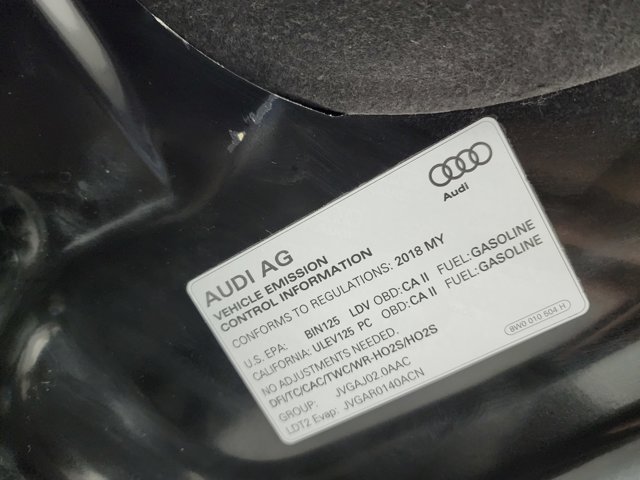 Audi
AUDI AG
VEHICLE EMISSION
CONTROL INFORMATION
CONFORMS TO REGULATIONS: 2018 MY
U.S. EPA: BIN125 LDV OBD: CA II FUEL: GASOLINE
CALIFORNIA: ULEV125 PC OBD: CA II FUEL: GASOLINE
NO ADJUSTMENTS NEEDED.
DFI/TC/CAC/TWC/WR-HO2S/HO2S
GROUP: JVGAJ02.0AAC
LDT2 Evap: JVGAR0140ACN
8W0 010 504 H